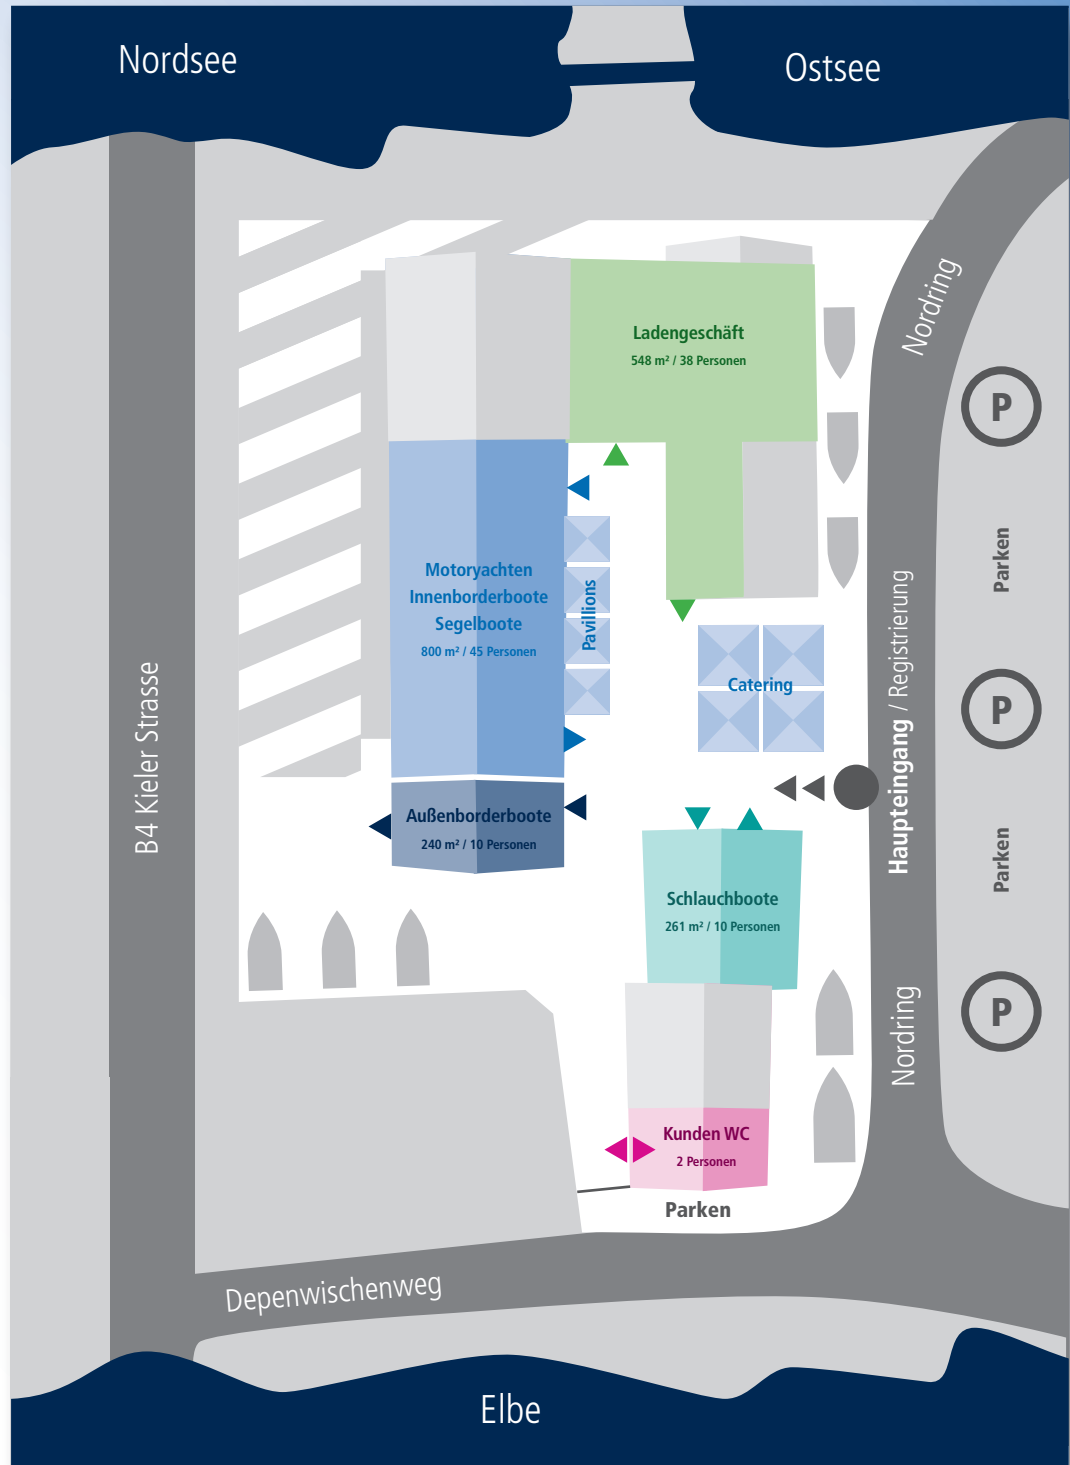 Nordsee
Ostsee
Nordring
Ladengeschäft
548 m² / 38 Personen
P
Parken
Motoryachten
Innenborderboote
Segelboote
800 m² / 45 Personen
Pavillions
Catering
P
B4 Kieler Strasse
Haupteingang / Registrierung
Außenborderboote
240 m² / 10 Personen
Parken
Schlauchboote
261 m² / 10 Personen
P
Nordring
Kunden WC
2 Personen
Parken
Depenwischenweg
Elbe